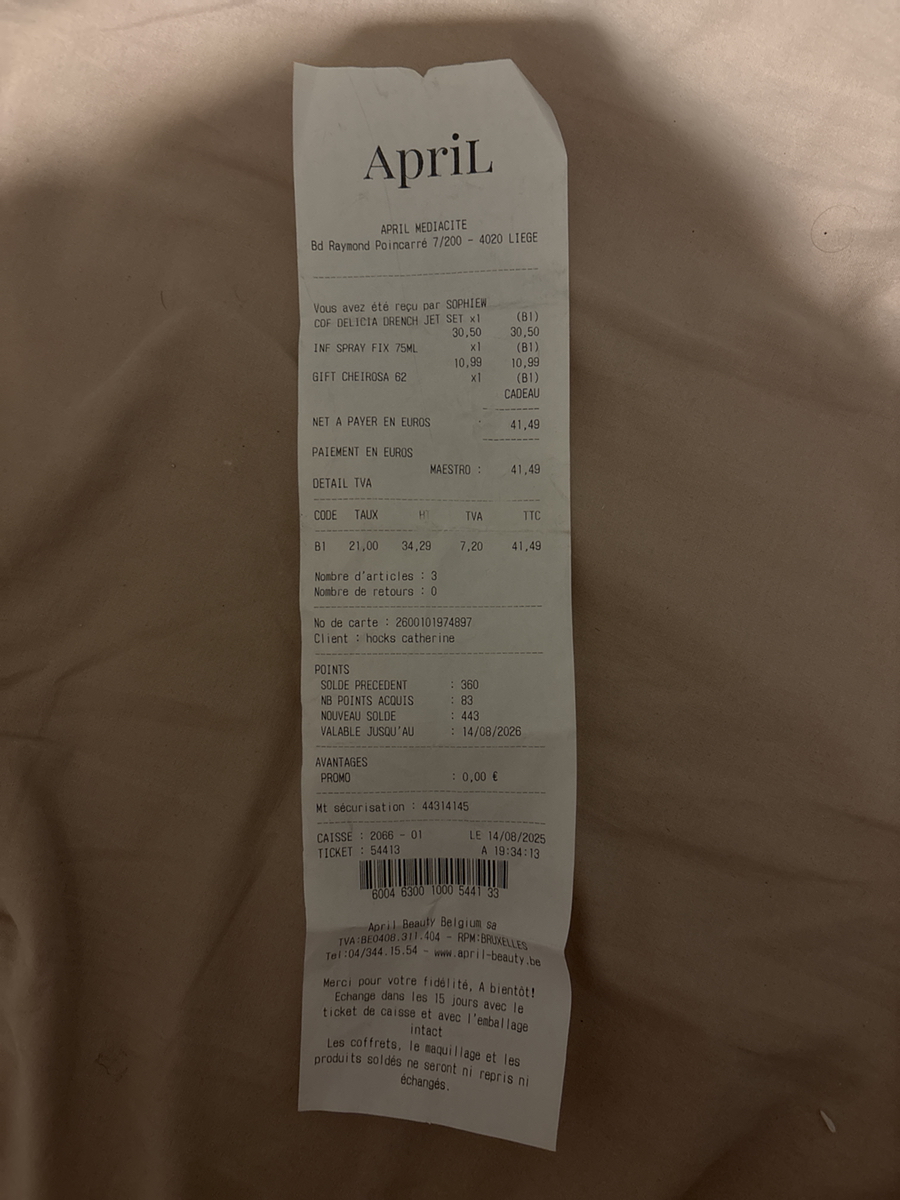 ApriL
APRIL MEDIACITE
Bd Raymond Poincarré 7/200 - 4020 LIEGE
Vous avez été reçu par SOPHIEW
COF DELICIA DRENCH JET SET x1 (B1)
30,50 30,50
INF SPRAY FIX 75ML x1 (B1)
10,99 10,99
GIFT CHEIROSA 62 x1 (B1)
CADEAU
NET A PAYER EN EUROS 41,49
PAIEMENT EN EUROS
MAESTRO : 41,49
DETAIL TVA
CODE TAUX HT TVA TTC
B1 21,00 34,29 7,20 41,49
Nombre d'articles : 3
Nombre de retours : 0
No de carte : 2600101974897
Client : hocks catherine
POINTS
SOLDE PRECEDENT : 360
NB POINTS ACQUIS : 83
NOUVEAU SOLDE : 443
VALABLE JUSQU'AU : 14/08/2026
AVANTAGES
PROMO : 0,00 €
Mt sécurisation : 44314145
CAISSE : 2066 - 01 LE 14/08/2025
TICKET : 54413 A 19:34:13
6004 6300 1000 5441 33
April Beauty Belgium sa
TVA:BE0408.311.404 - RPM:BRUXELLES
Tel:04/344.15.54 - www.april-beauty.be
Merci pour votre fidélité, A bientôt!
Echange dans les 15 jours avec le
ticket de caisse et avec l'emballage
intact
Les coffrets, le maquillage et les
produits soldés ne seront ni repris ni
échangés.